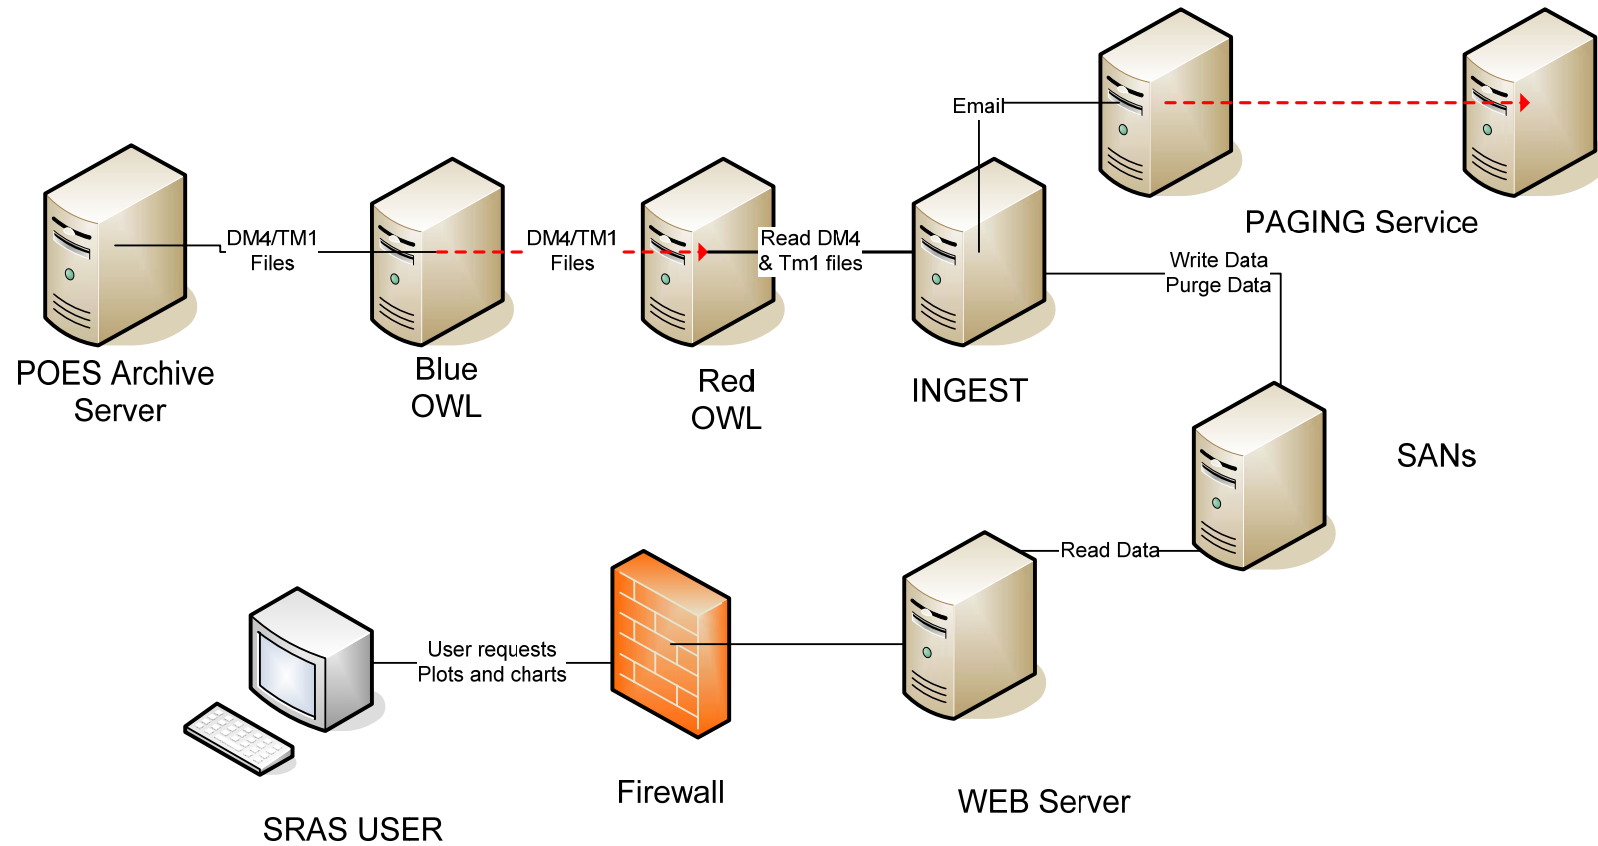 Email
PAGING Service
DM4/TM1
Files
DM4/TM1
Files
Read DM4
& Tm1 files
Write Data
Purge Data
POES Archive
Server
Blue
OWL
Red
OWL
INGEST
SANs
Read Data
User requests
Plots and charts
Firewall
WEB Server
SRAS USER